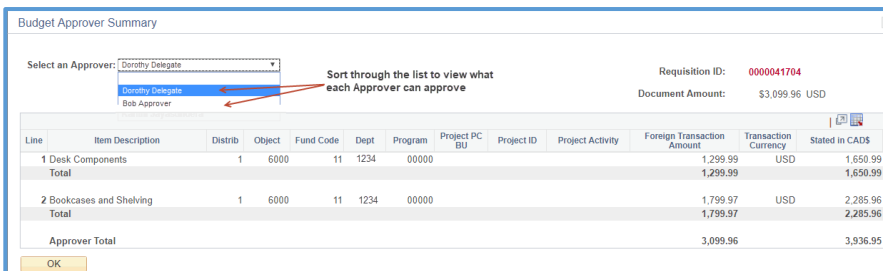 Budget Approver Summary
Select an Approver: Dorothy Delegate
Dorothy Delegate
Bob Approver
Sort through the list to view what
each Approver can approve
Requisition ID: 0000041704
Document Amount: $3,099.96 USD
Line Item Description Distrib Object Fund Code Dept Program Project PC BU Project ID Project Activity Foreign Transaction Amount Transaction Currency Stated in CAD$
1 Desk Components 1 6000 11 1234 00000 1,299.99 USD 1,650.99
Total 1,299.99 1,650.99
2 Bookcases and Shelving 1 6000 11 1234 00000 1,799.97 USD 2,285.96
Total 1,799.97 2,285.96
Approver Total 3,099.96 3,936.95
OK